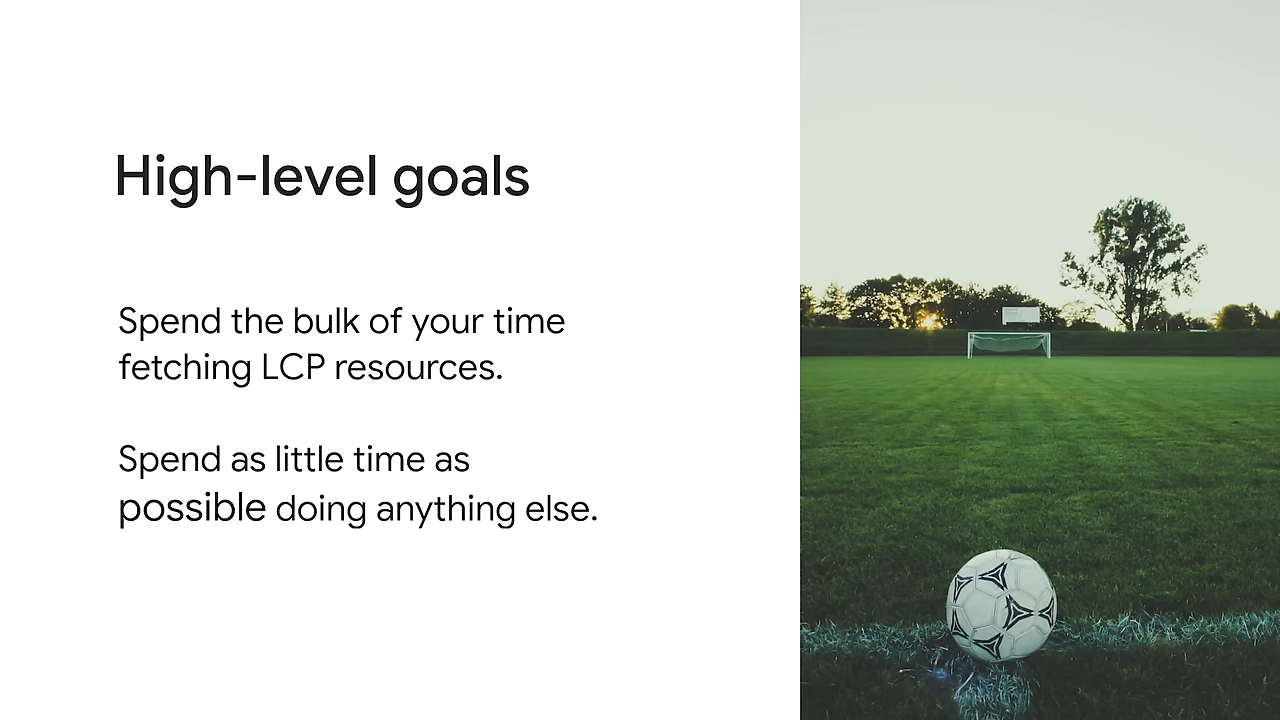 High-level goals
Spend the bulk of your time
fetching LCP resources.
Spend as little time as
possible doing anything else.